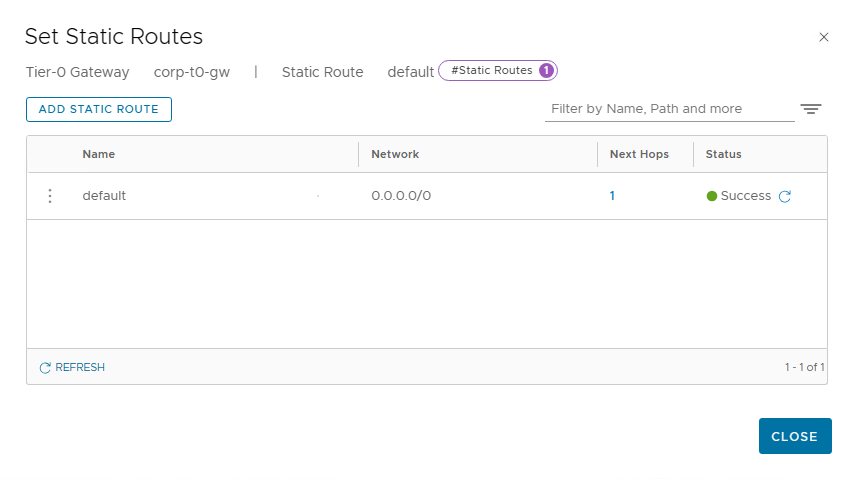 Set Static Routes
Tier-0 Gateway corp-t0-gw | Static Route default #Static Routes 1
ADD STATIC ROUTE Filter by Name, Path and more
Name Network Next Hops Status
default 0.0.0.0/0 1 Success
REFRESH 1 - 1 of 1
CLOSE